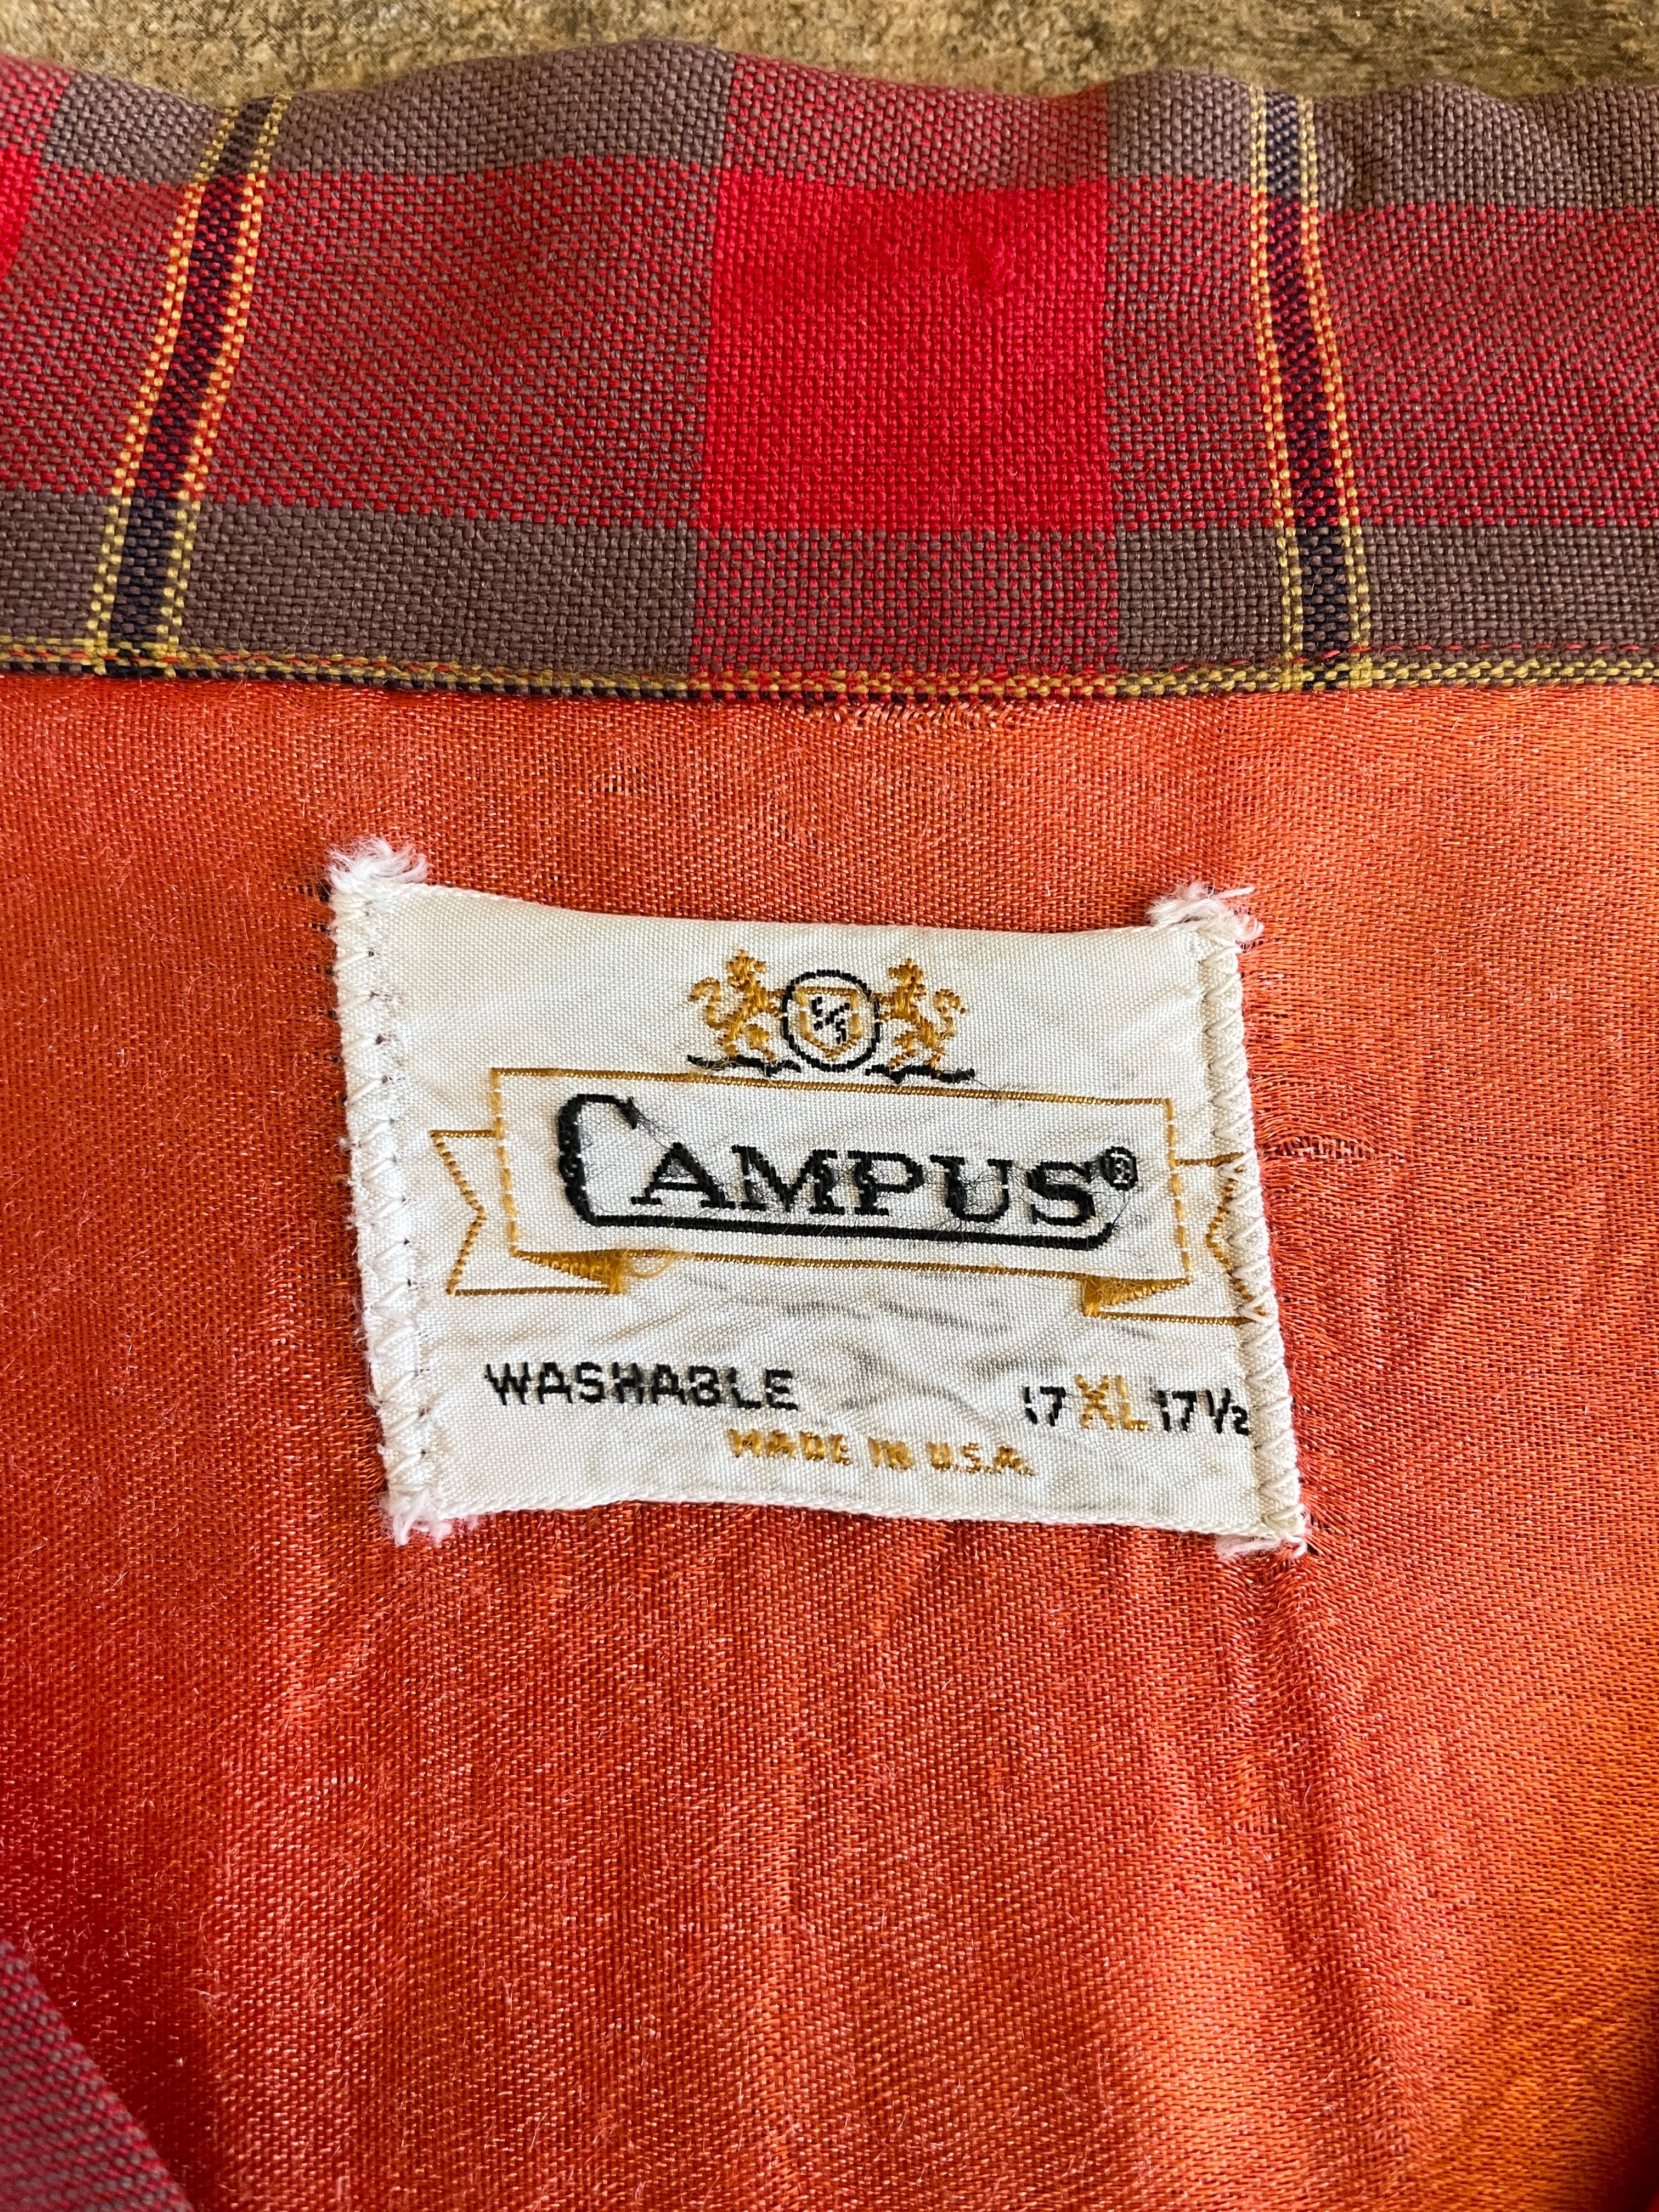 CAMPUS®
WASHABLE 17 XL 17½
MADE IN U.S.A.